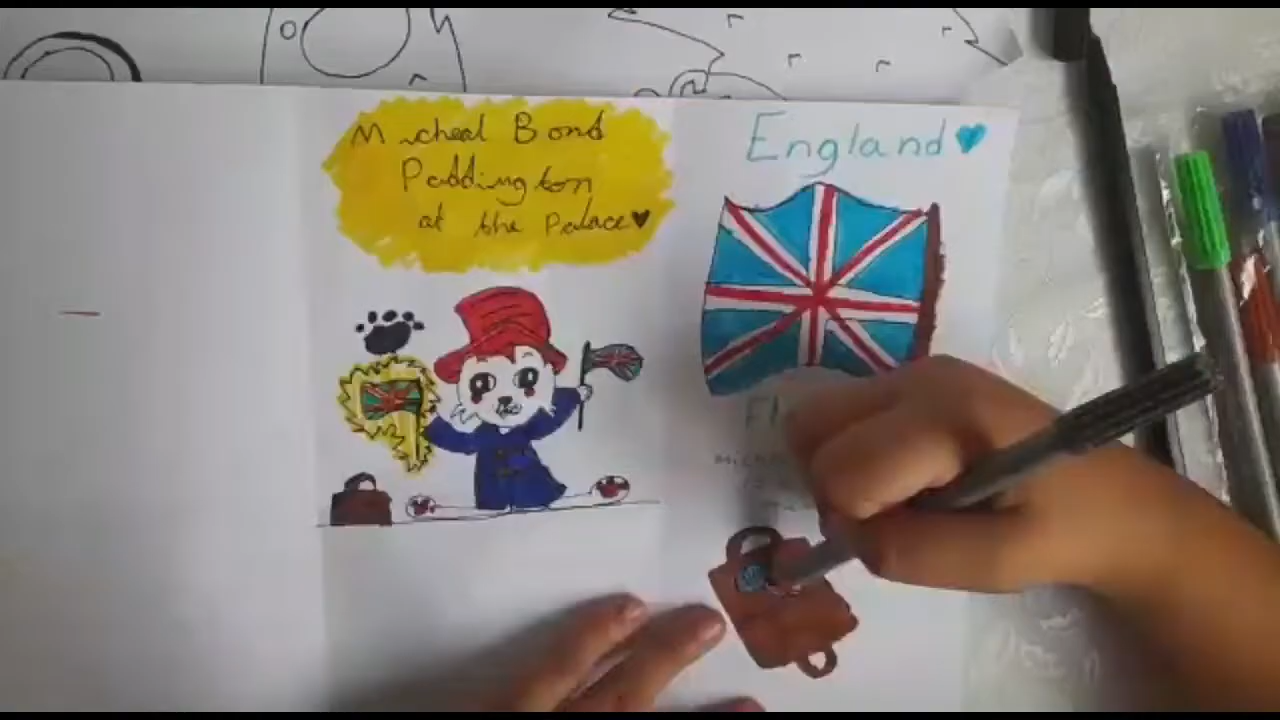 Micheal Bond
Paddington
at the Palace
England